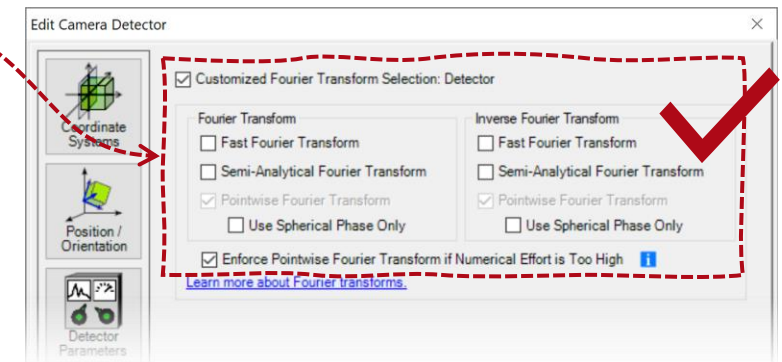 Edit Camera Detector
Coordinate
Systems
Customized Fourier Transform Selection: Detector
Fourier Transform
Fast Fourier Transform
Semi-Analytical Fourier Transform
Pointwise Fourier Transform
Use Spherical Phase Only
Inverse Fourier Transform
Fast Fourier Transform
Semi-Analytical Fourier Transform
Pointwise Fourier Transform
Use Spherical Phase Only
Position /
Orientation
Enforce Pointwise Fourier Transform if Numerical Effort is Too High
Learn more about Fourier transforms.
Detector
Parameters